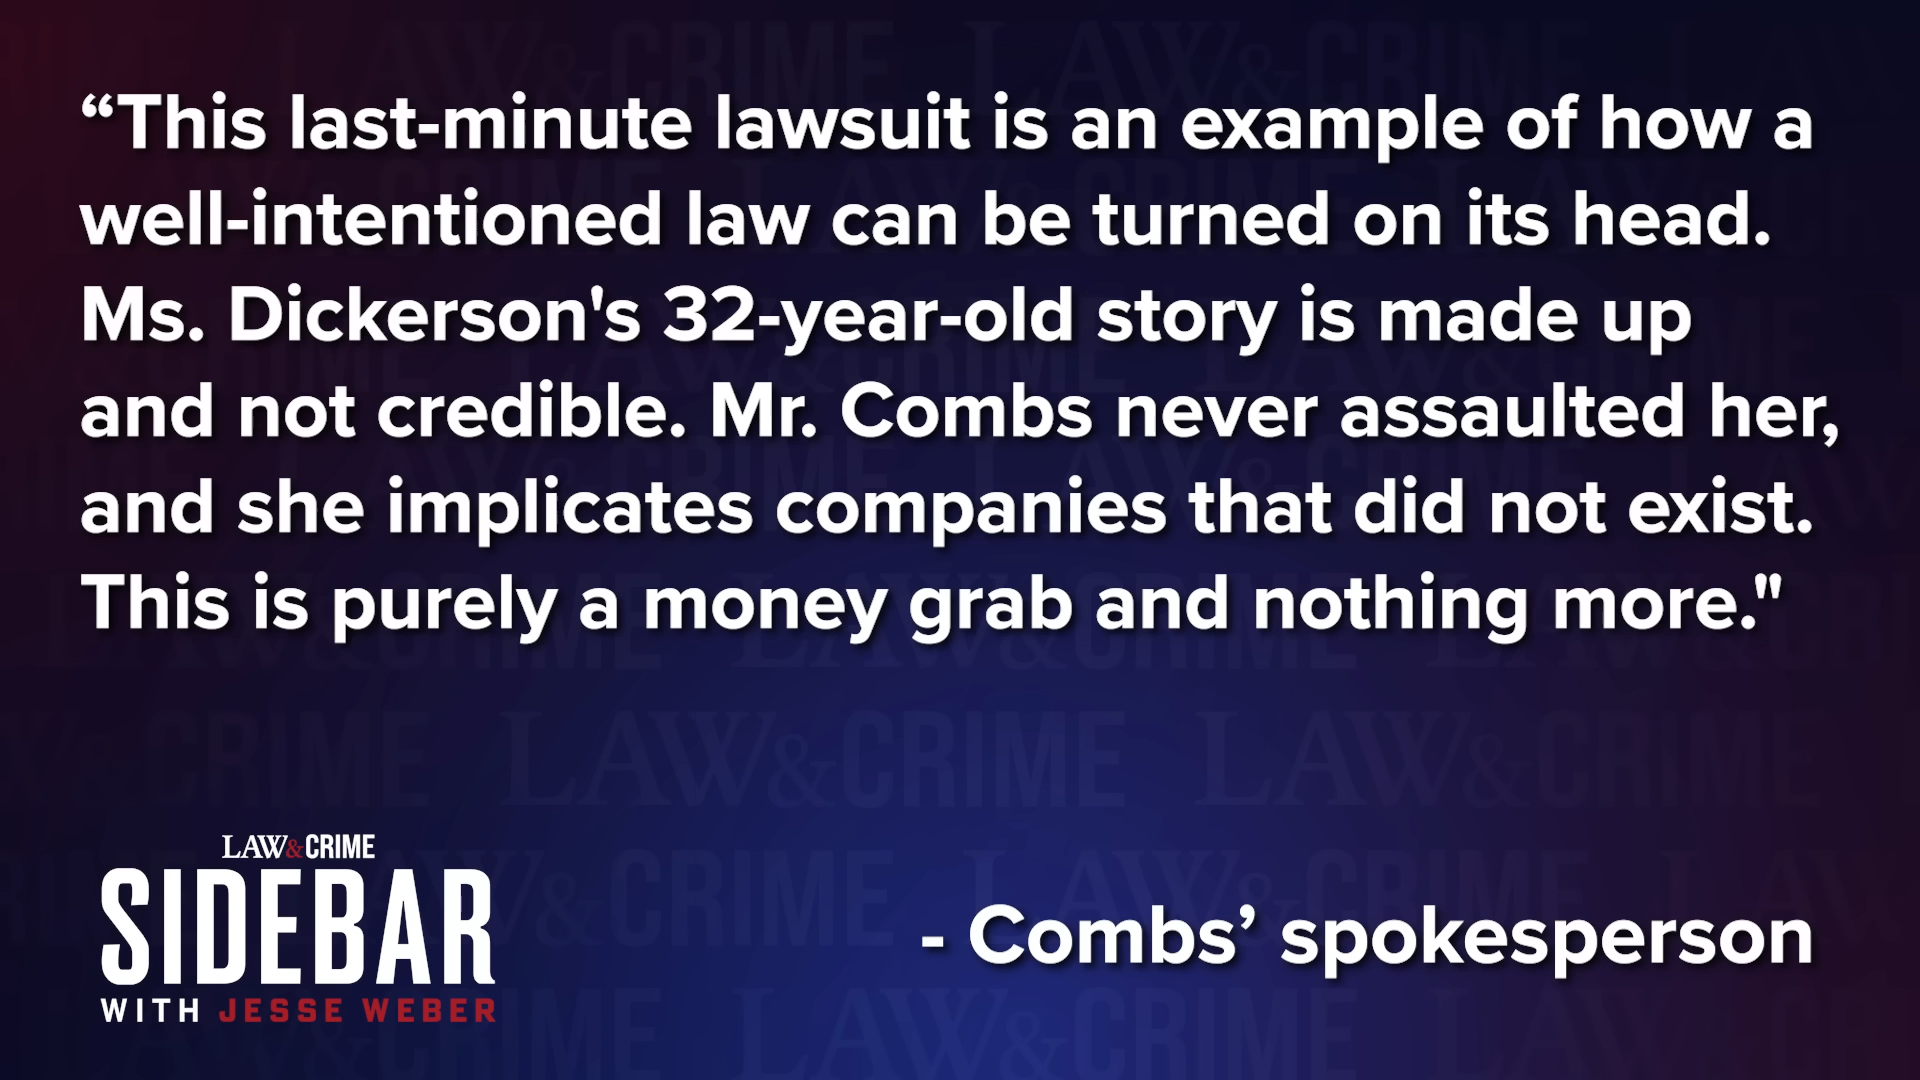 “This last-minute lawsuit is an example of how a
well-intentioned law can be turned on its head.
Ms. Dickerson's 32-year-old story is made up
and not credible. Mr. Combs never assaulted her,
and she implicates companies that did not exist.
This is purely a money grab and nothing more."
LAW&CRIME
SIDEBAR
WITH JESSE WEBER
- Combs’ spokesperson